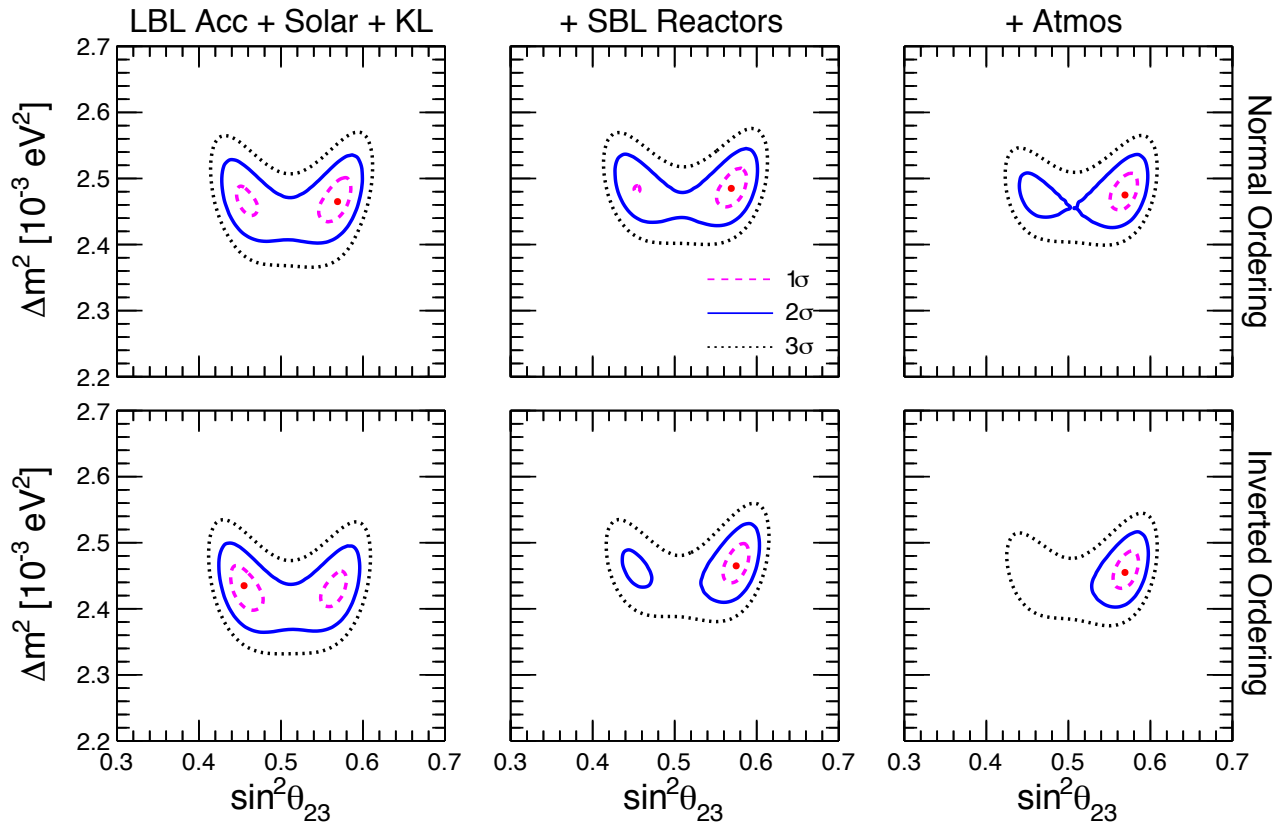 LBL Acc + Solar + KL
+ SBL Reactors
+ Atmos
2.7
2.6
2.5
2.4
2.3
2.2
Δm² [10⁻³ eV²]
1σ
2σ
3σ
Normal Ordering
2.7
2.6
2.5
2.4
2.3
2.2
Δm² [10⁻³ eV²]
Inverted Ordering
0.3 0.4 0.5 0.6 0.7
0.3 0.4 0.5 0.6 0.7
0.3 0.4 0.5 0.6 0.7
sin²θ₂₃
sin²θ₂₃
sin²θ₂₃